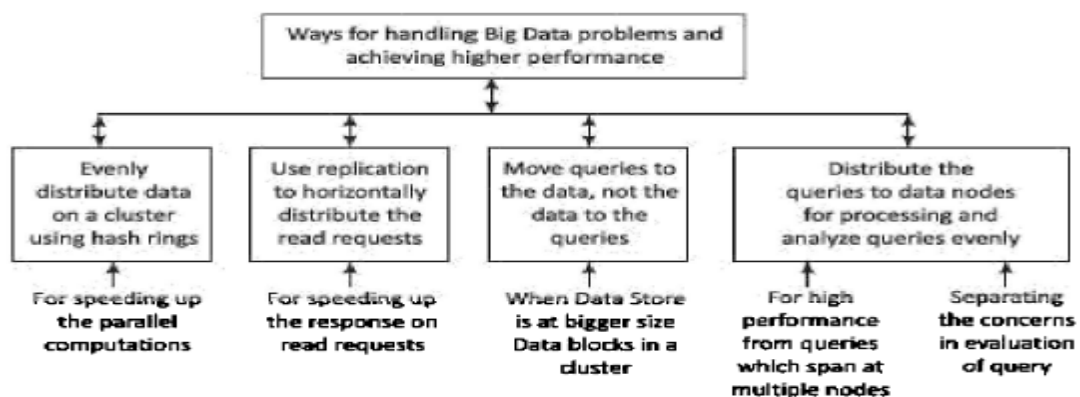 Ways for handling Big Data problems and
achieving higher performance
Evenly
distribute data
on a cluster
using hash rings
Use replication
to horizontally
distribute the
read requests
Move queries to
the data, not the
data to the
queries
Distribute the
queries to data nodes
for processing and
analyze queries evenly
For speeding up
the parallel
computations
For speeding up
the response on
read requests
When Data Store
is at bigger size
Data blocks in a
cluster
For high
performance
from queries
which span at
multiple nodes
Separating
the concerns
in evaluation
of query